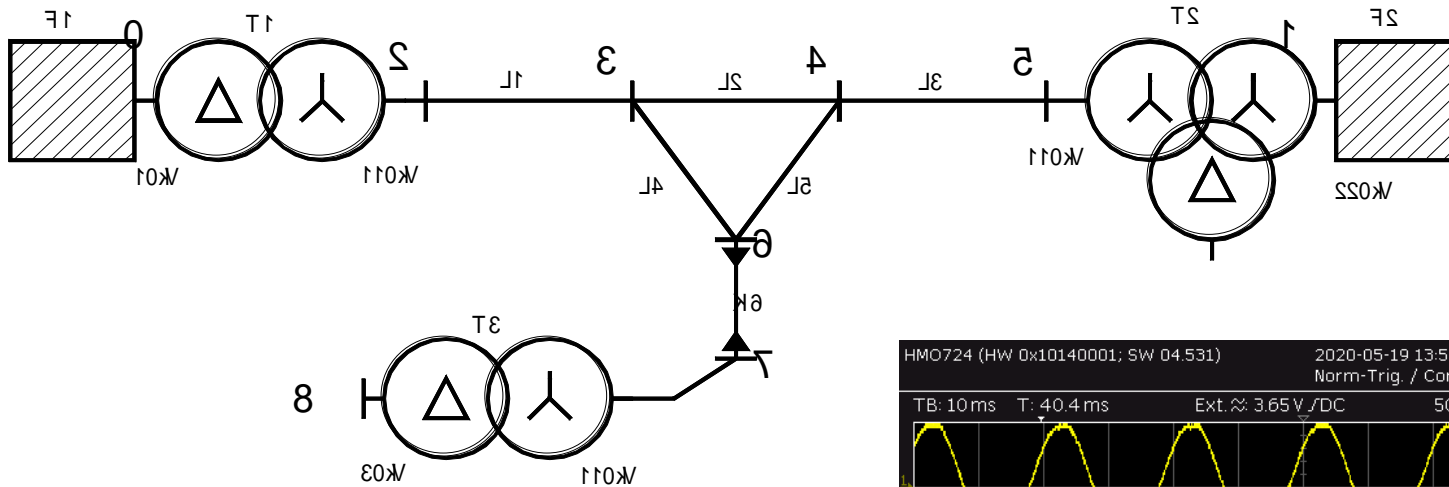 F1
0
T1
2
3
4
5
T2
1
F2
L1
L2
L3
10kV
110kV
110kV
220kV
L4
L5
6
K6
7
T3
8
30kV
110kV
HMO724 (HW 0x10140001; SW 04.531) 2020-05-19 13:5
Norm-Trig. / Co
TB: 10 ms T: 40.4 ms Ext. ≈: 3.65 V / DC 50
1